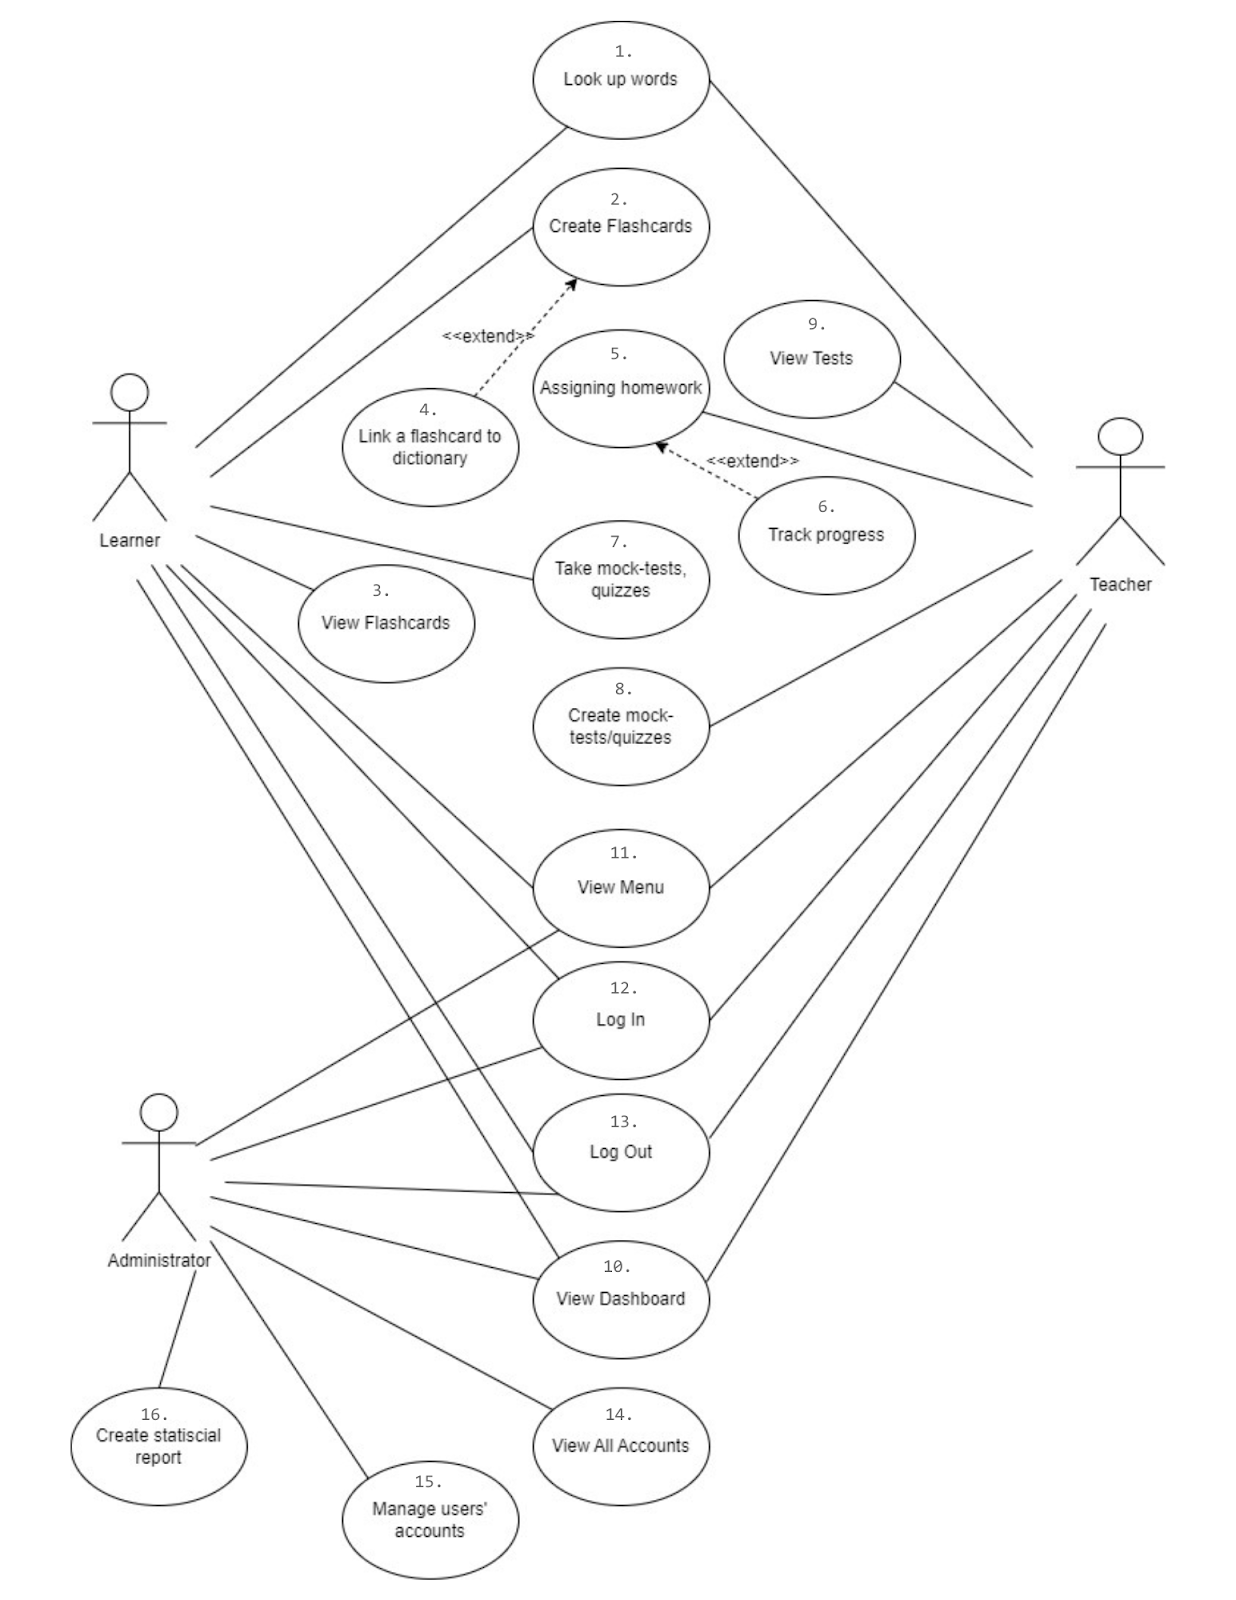 1.
Look up words
2.
Create Flashcards
9.
View Tests
<<extend>>
5.
Assigning homework
4.
Link a flashcard to
dictionary
<<extend>>
6.
Track progress
Learner
7.
Take mock-tests,
quizzes
Teacher
3.
View Flashcards
8.
Create mock-
tests/quizzes
11.
View Menu
12.
Log In
13.
Log Out
Administrator
10.
View Dashboard
16.
Create statiscial
report
14.
View All Accounts
15.
Manage users'
accounts